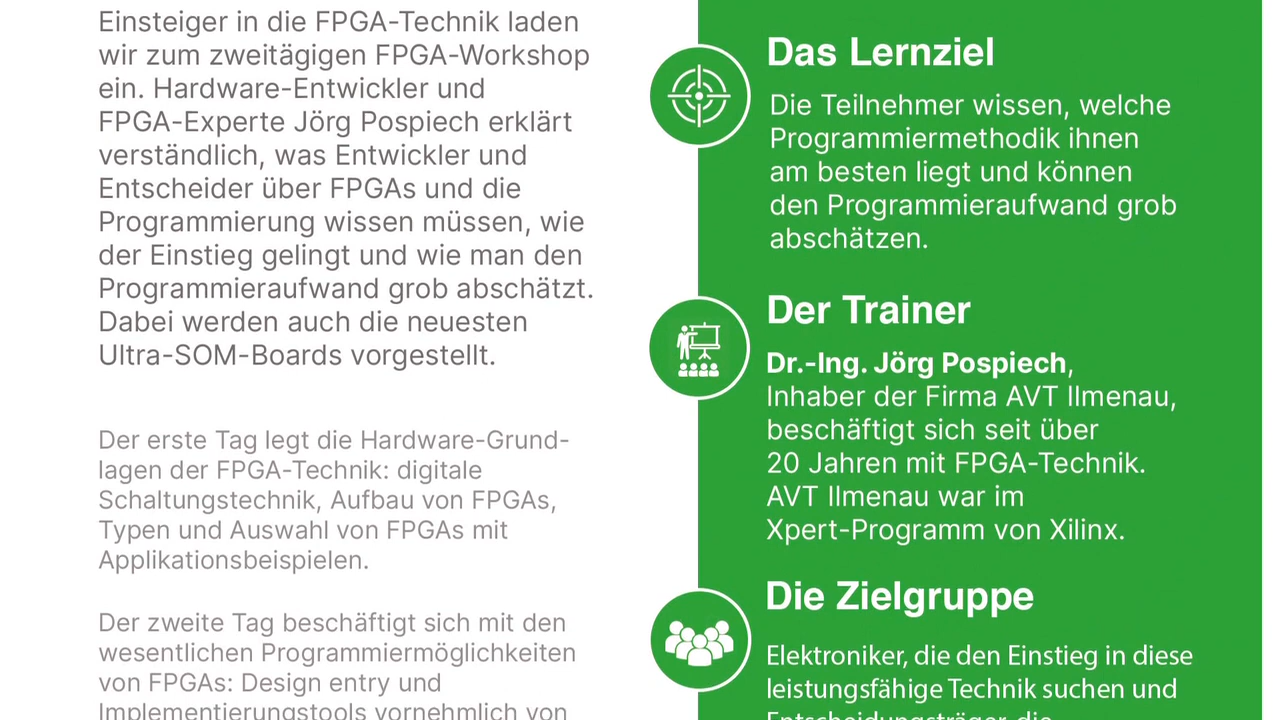 Einsteiger in die FPGA-Technik laden
wir zum zweitägigen FPGA-Workshop
ein. Hardware-Entwickler und
FPGA-Experte Jörg Pospiech erklärt
verständlich, was Entwickler und
Entscheider über FPGAs und die
Programmierung wissen müssen, wie
der Einstieg gelingt und wie man den
Programmieraufwand grob abschätzt.
Dabei werden auch die neuesten
Ultra-SOM-Boards vorgestellt.
Der erste Tag legt die Hardware-Grund-
lagen der FPGA-Technik: digitale
Schaltungstechnik, Aufbau von FPGAs,
Typen und Auswahl von FPGAs mit
Applikationsbeispielen.
Der zweite Tag beschäftigt sich mit den
wesentlichen Programmiermöglichkeiten
von FPGAs: Design entry und
Implementierungstools vornehmlich von
Das Lernziel
Die Teilnehmer wissen, welche
Programmiermethodik ihnen
am besten liegt und können
den Programmieraufwand grob
abschätzen.
Der Trainer
Dr.-Ing. Jörg Pospiech,
Inhaber der Firma AVT Ilmenau,
beschäftigt sich seit über
20 Jahren mit FPGA-Technik.
AVT Ilmenau war im
Xpert-Programm von Xilinx.
Die Zielgruppe
Elektroniker, die den Einstieg in diese
leistungsfähige Technik suchen und
Entscheidungsträger, die